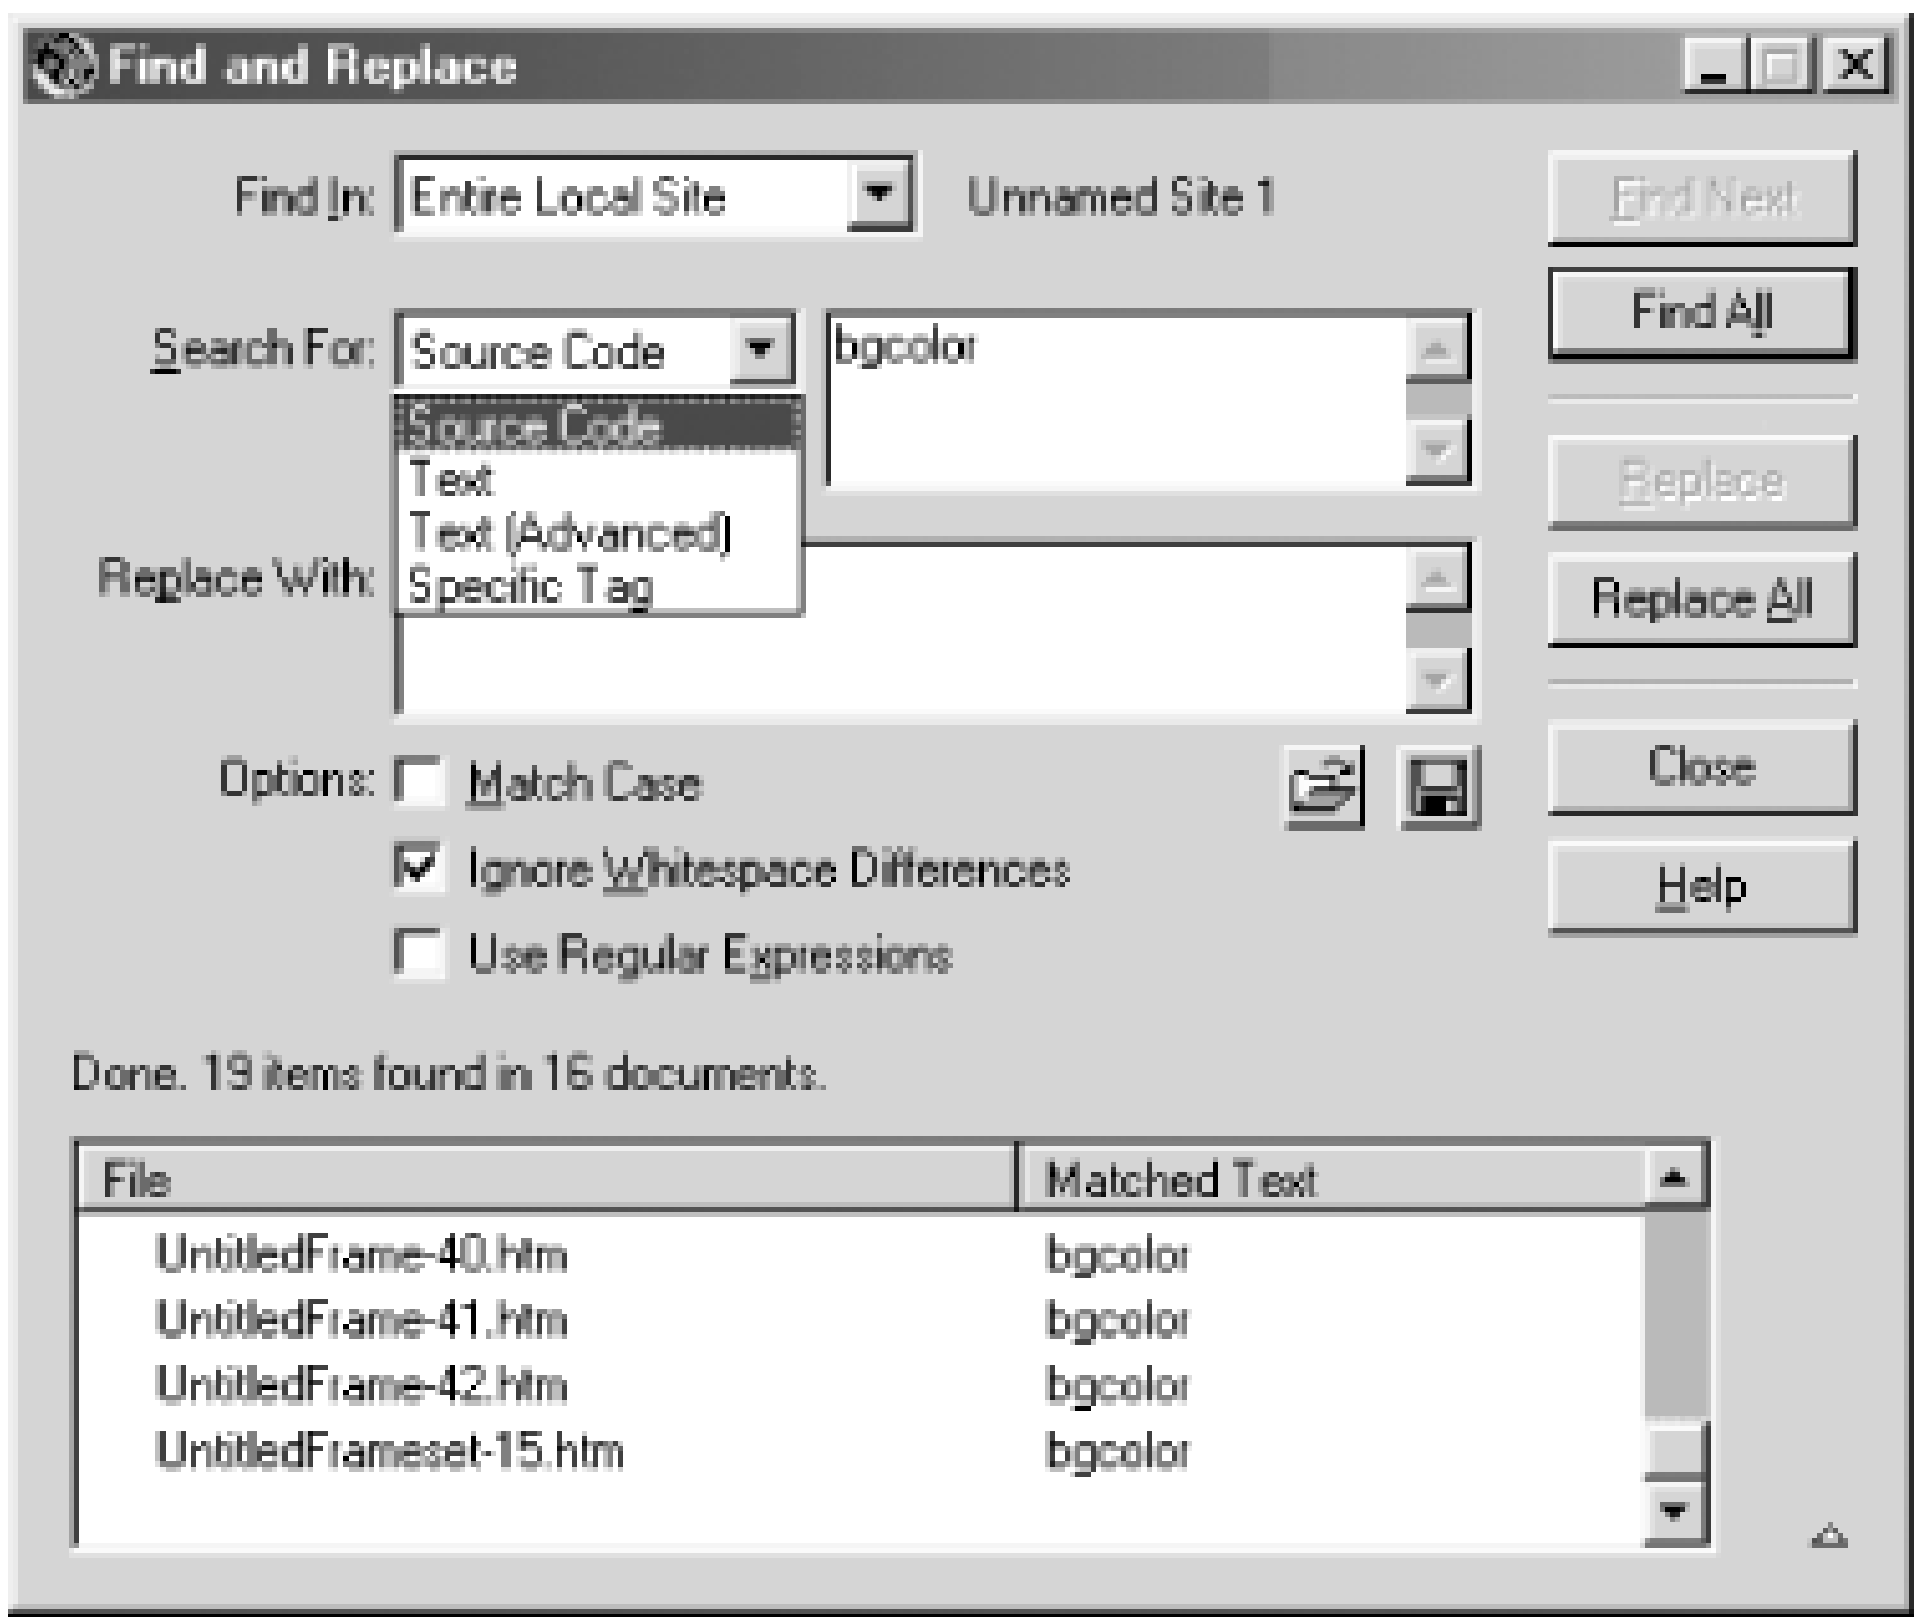 Find and Replace
Find In: Entire Local Site Unnamed Site 1 Find Next
Find All
Search For: Source Code bgcolor
Source Code
Text
Text (Advanced)
Specific Tag
Replace
Replace With:
Replace All
Options: Match Case
Close
Ignore Whitespace Differences
Help
Use Regular Expressions
Done. 19 items found in 16 documents.
File Matched Text
UntitledFrame-40.htm bgcolor
UntitledFrame-41.htm bgcolor
UntitledFrame-42.htm bgcolor
UntitledFrameset-15.htm bgcolor